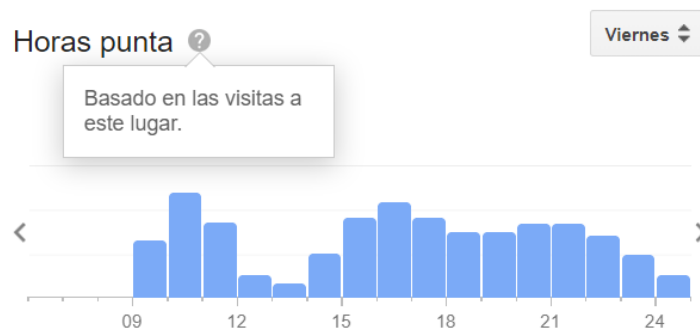 Horas punta ?
Viernes
Basado en las visitas a
este lugar.
09 12 15 18 21 24